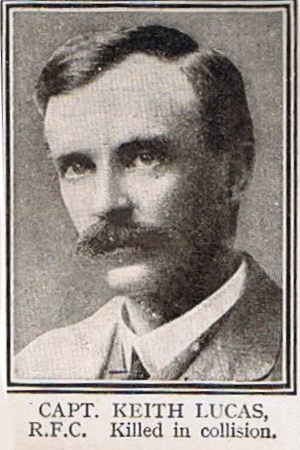 CAPT. KEITH LUCAS,
R.F.C. Killed in collision.